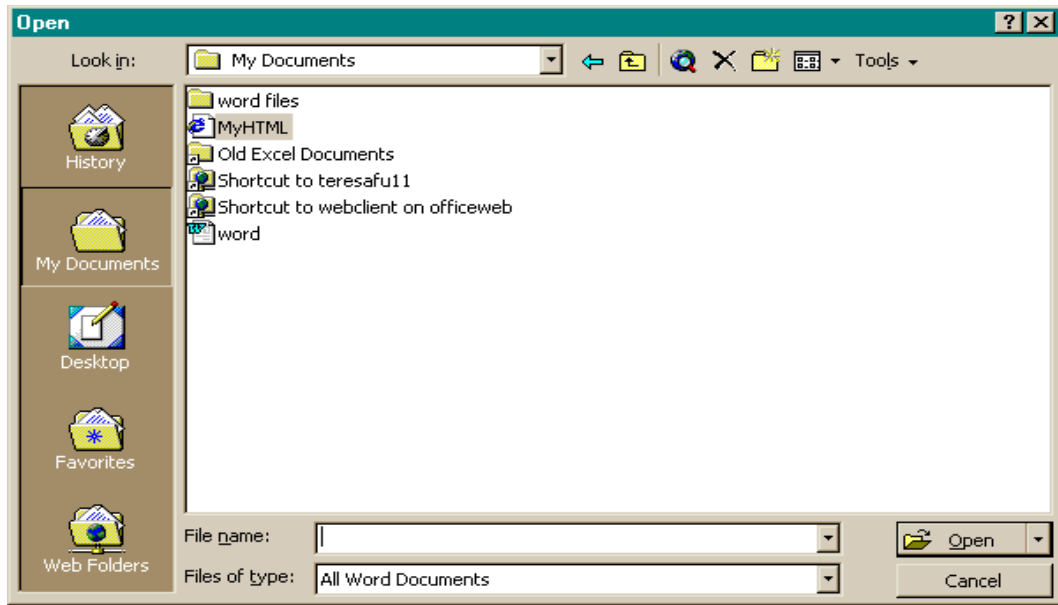 Open
Look in: My Documents Tools
History
My Documents
Desktop
Favorites
Web Folders
word files
MyHTML
Old Excel Documents
Shortcut to teresafu11
Shortcut to webclient on officeweb
word
File name: Open
Files of type: All Word Documents Cancel